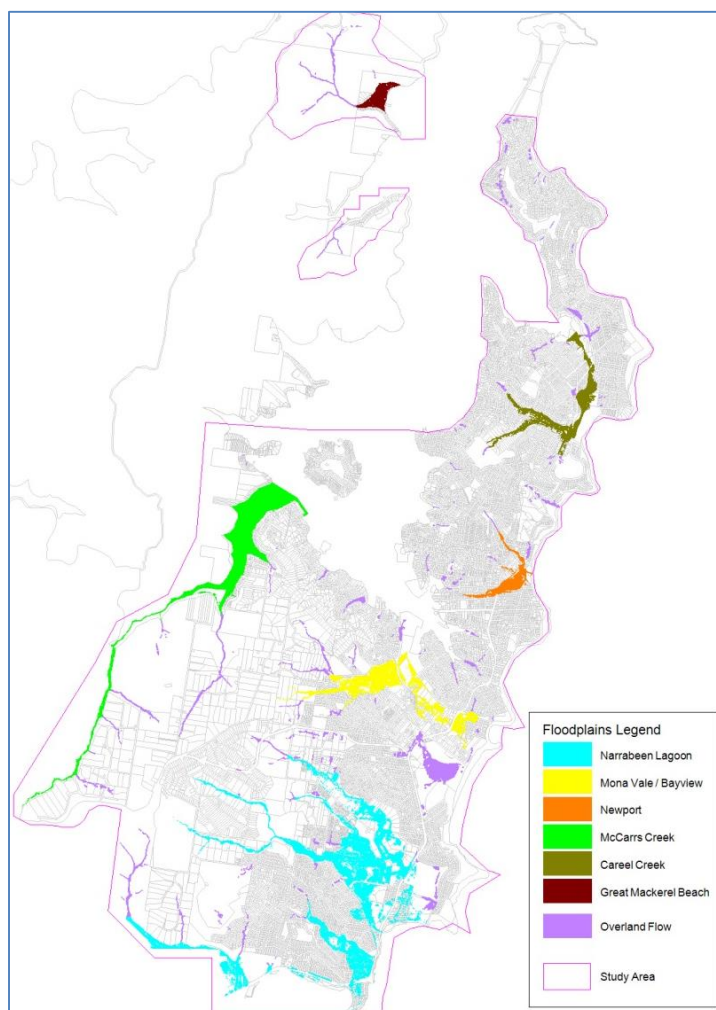 Floodplains Legend
Narrabeen Lagoon
Mona Vale / Bayview
Newport
McCarrs Creek
Careel Creek
Great Mackerel Beach
Overland Flow
Study Area